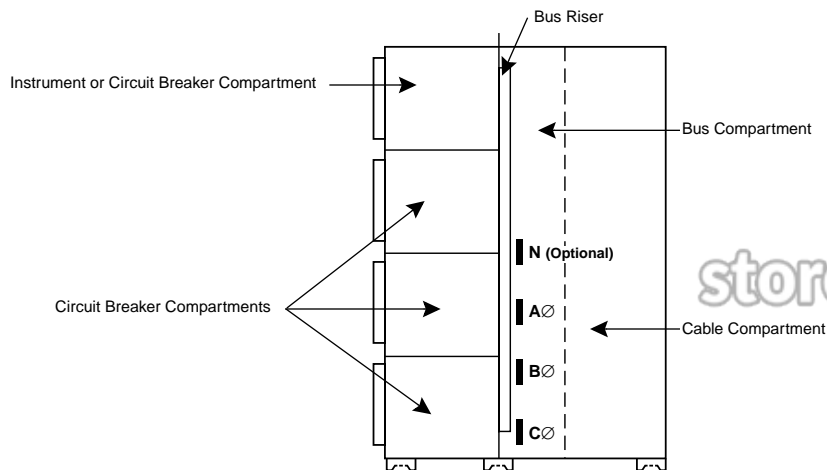 Bus Riser
Instrument or Circuit Breaker Compartment
Bus Compartment
N (Optional)
Circuit Breaker Compartments
A∅
Cable Compartment
B∅
C∅